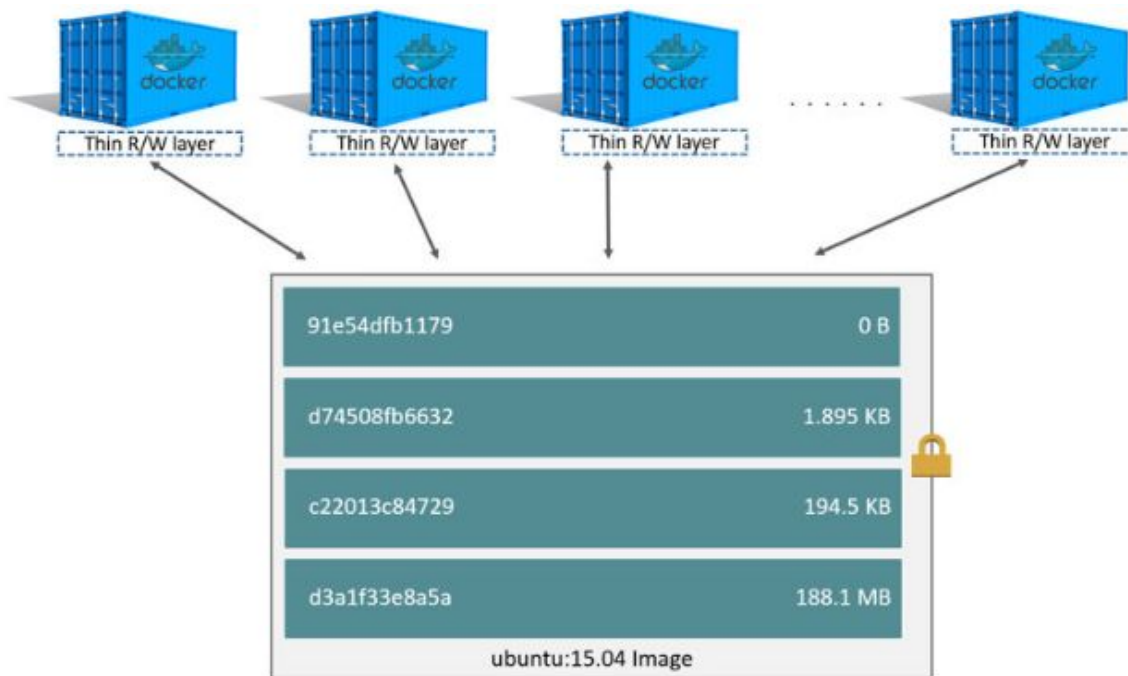 docker docker docker docker
Thin R/W layer Thin R/W layer Thin R/W layer ...... Thin R/W layer
91e54dfb1179 0 B
d74508fb6632 1.895 KB
c22013c84729 194.5 KB
d3a1f33e8a5a 188.1 MB
ubuntu:15.04 Image